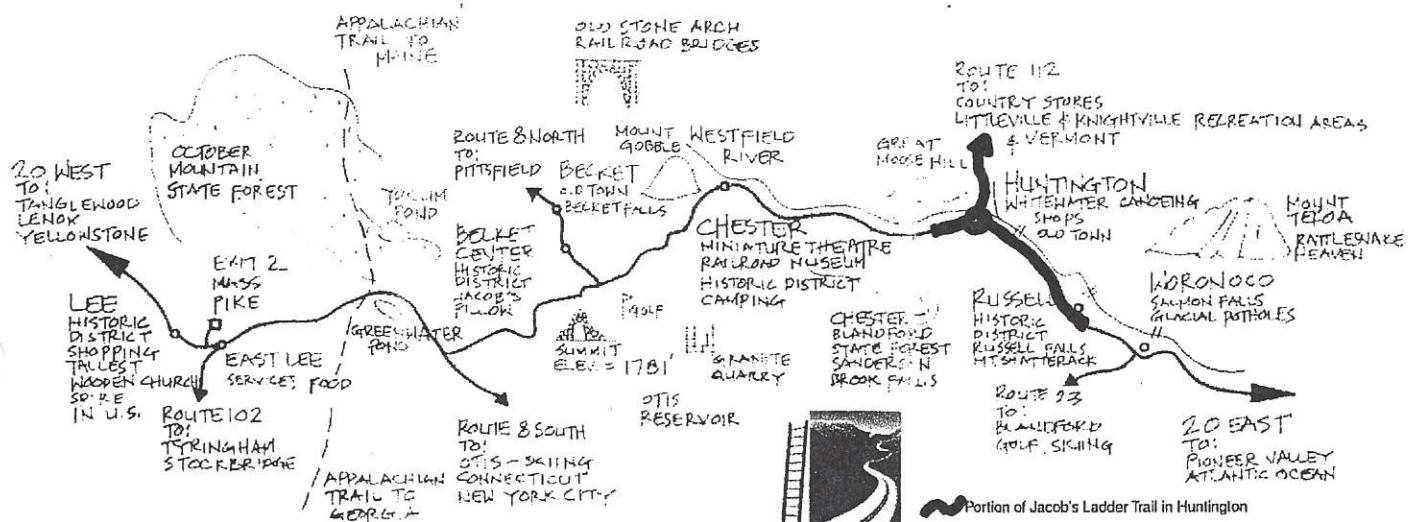 APPALACHIAN
TRAIL TO
MAINE
OLD STONE ARCH
RAILROAD BRIDGES
ROUTE 112
TO:
COUNTRY STORES
LITTLEVILLE & KNIGHTVILLE RECREATION AREAS
& VERMONT
20 WEST
TO:
TANGLEWOOD
LENOX
YELLOWSTONE
OCTOBER
MOUNTAIN
STATE FOREST
YOKUM
POND
ROUTE 8 NORTH
TO:
PITTSFIELD
BECKET
OLD TOWN
BECKET FALLS
MOUNT
GOBBLE
WESTFIELD
RIVER
GREAT
MOOSE HILL
HUNTINGTON
WHITEWATER CANOEING
SHOPS
OLD TOWN
MOUNT
TEKOA
RATTLESNAKE
HEAVEN
EXIT 2
MASS
PIKE
BECKET
CENTER
HISTORIC
DISTRICT
JACOB'S
PILLOW
CHESTER
MINIATURE THEATRE
RAILROAD MUSEUM
HISTORIC DISTRICT
CAMPING
WORONOCO
SALMON FALLS
GLACIAL POTHOLES
LEE
HISTORIC
DISTRICT
SHOPPING
TALLEST
WOODEN CHURCH
SPIRE
IN U.S.
EAST LEE
SERVICES, FOOD
GREENWATER
POND
GOLF
SUMMIT
ELEV. = 1781'
GRANITE
QUARRY
CHESTER
BLANDFORD
STATE FOREST
SANDERSON
BROOK FALLS
RUSSELL
HISTORIC
DISTRICT
RUSSELL FALLS
MT. SHATTERACK
ROUTE 102
TO:
TYRINGHAM
STOCKBRIDGE
APPALACHIAN
TRAIL TO
GEORGIA
ROUTE 8 SOUTH
TO:
OTIS - SKIING
CONNECTICUT
NEW YORK CITY
OTIS
RESERVOIR
ROUTE 23
TO:
BLANDFORD
GOLF, SKIING
20 EAST
TO:
PIONEER VALLEY
ATLANTIC OCEAN
Portion of Jacob's Ladder Trail in Huntington